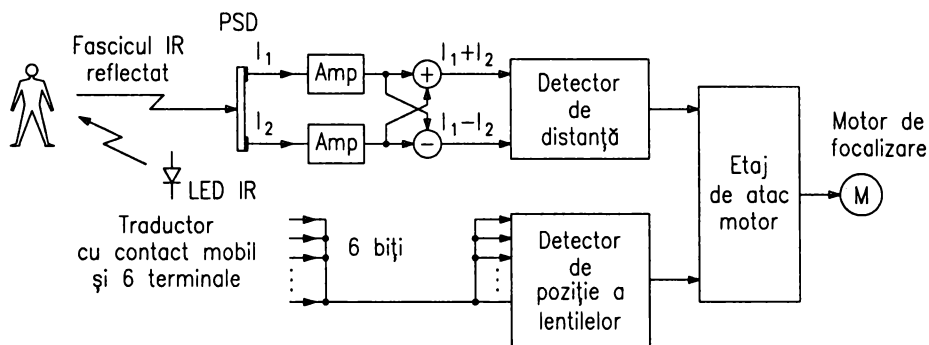 PSD
Fascicul IR
reflectat
I₁
Amp
I₁+I₂
+
I₂
Amp
I₁−I₂
−
Detector
de
distanță
LED IR
Traductor
cu contact mobil
și 6 terminale
6 biți
Detector
de
poziție a
lentilelor
Etaj
de atac
motor
Motor de
focalizare
M